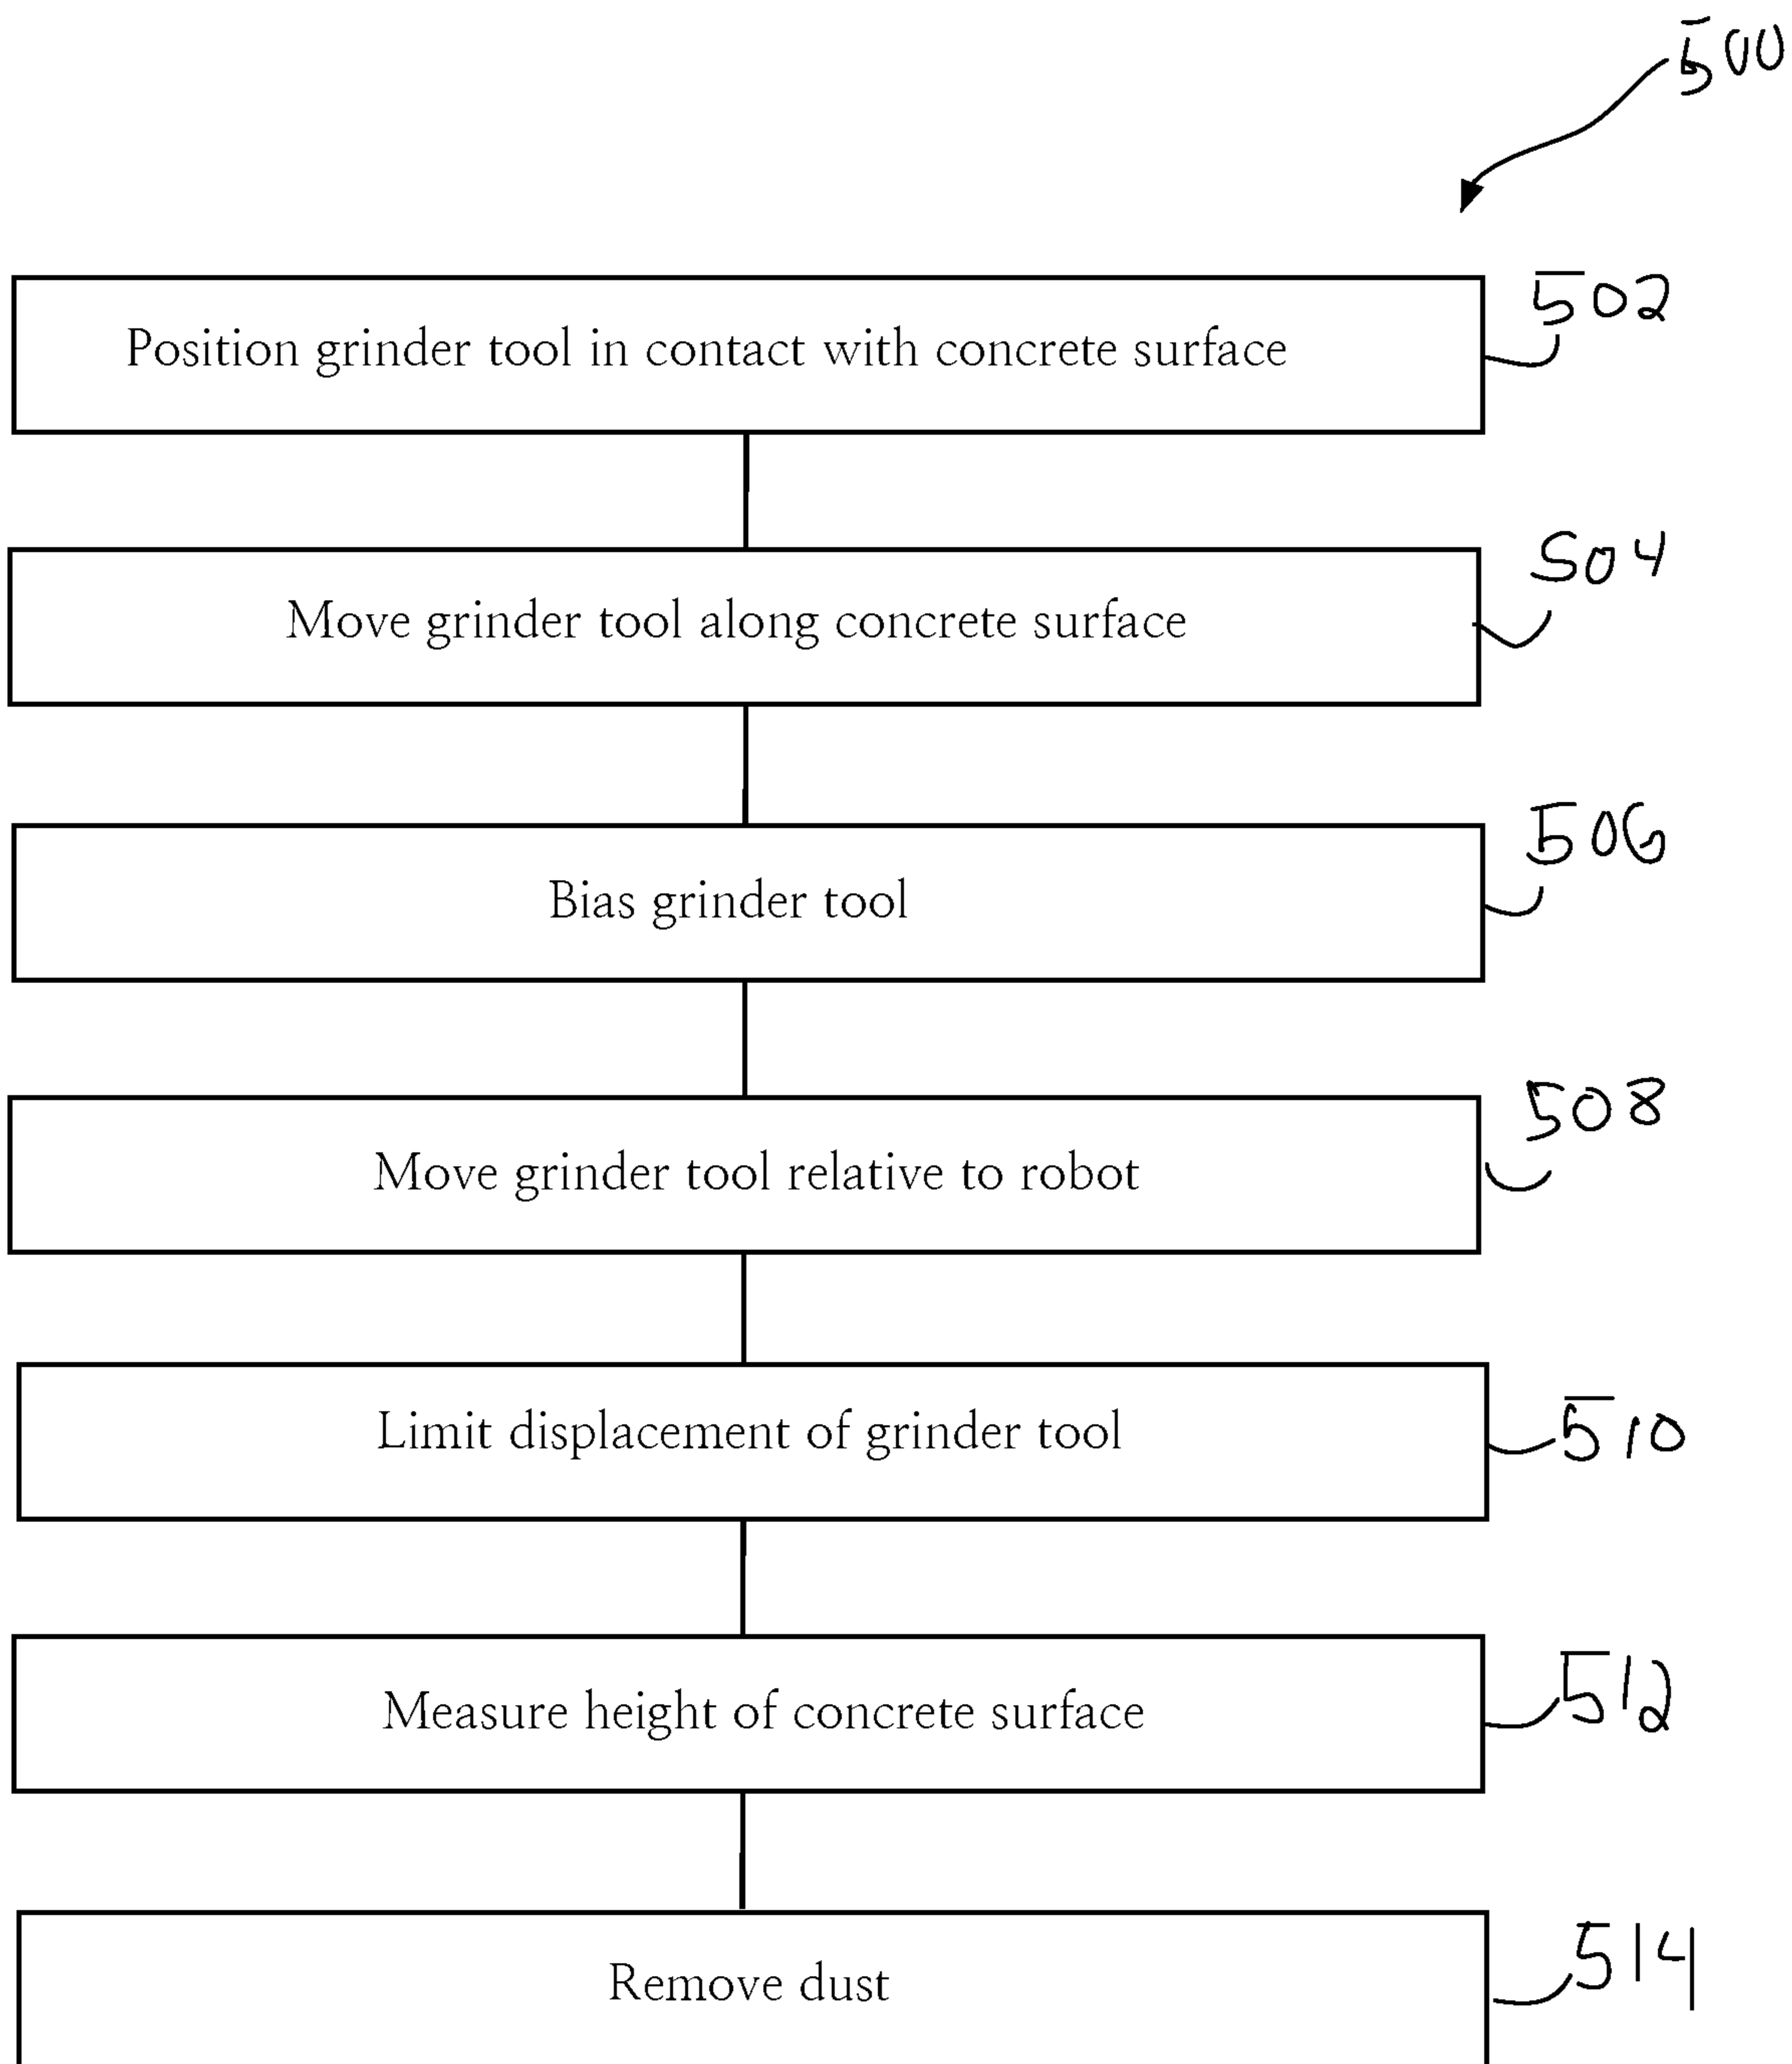 500
Position grinder tool in contact with concrete surface
502
Move grinder tool along concrete surface
504
Bias grinder tool
506
Move grinder tool relative to robot
508
Limit displacement of grinder tool
510
Measure height of concrete surface
512
Remove dust
514